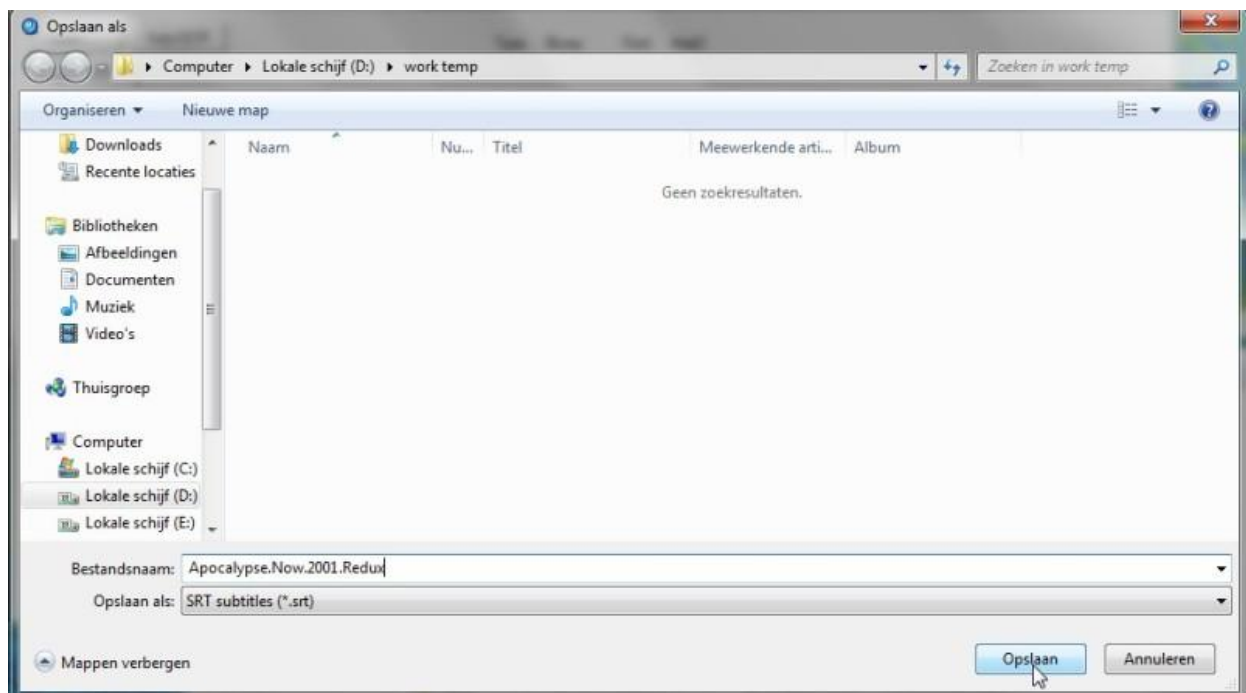 Opslaan als
Computer Lokale schijf (D:) work temp Zoeken in work temp
Organiseren Nieuwe map
Downloads
Recente locaties
Bibliotheken
Afbeeldingen
Documenten
Muziek
Video's
Thuisgroep
Computer
Lokale schijf (C:)
Lokale schijf (D:)
Lokale schijf (E:)
Naam Nu... Titel Meewerkende arti... Album
Geen zoekresultaten.
Bestandsnaam: Apocalypse.Now.2001.Redux
Opslaan als: SRT subtitles (*.srt)
Mappen verbergen Opslaan Annuleren